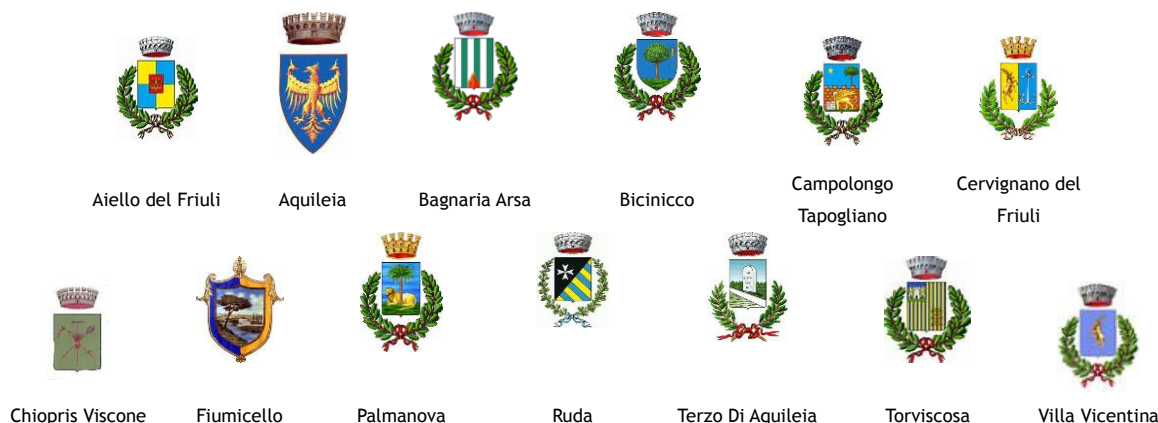 Aiello del Friuli
Aquileia
Bagnaria Arsa
Bicinicco
Campolongo
Tapogliano
Cervignano del
Friuli
Chiopris Viscone
Fiumicello
Palmanova
Ruda
Terzo Di Aquileia
Torviscosa
Villa Vicentina